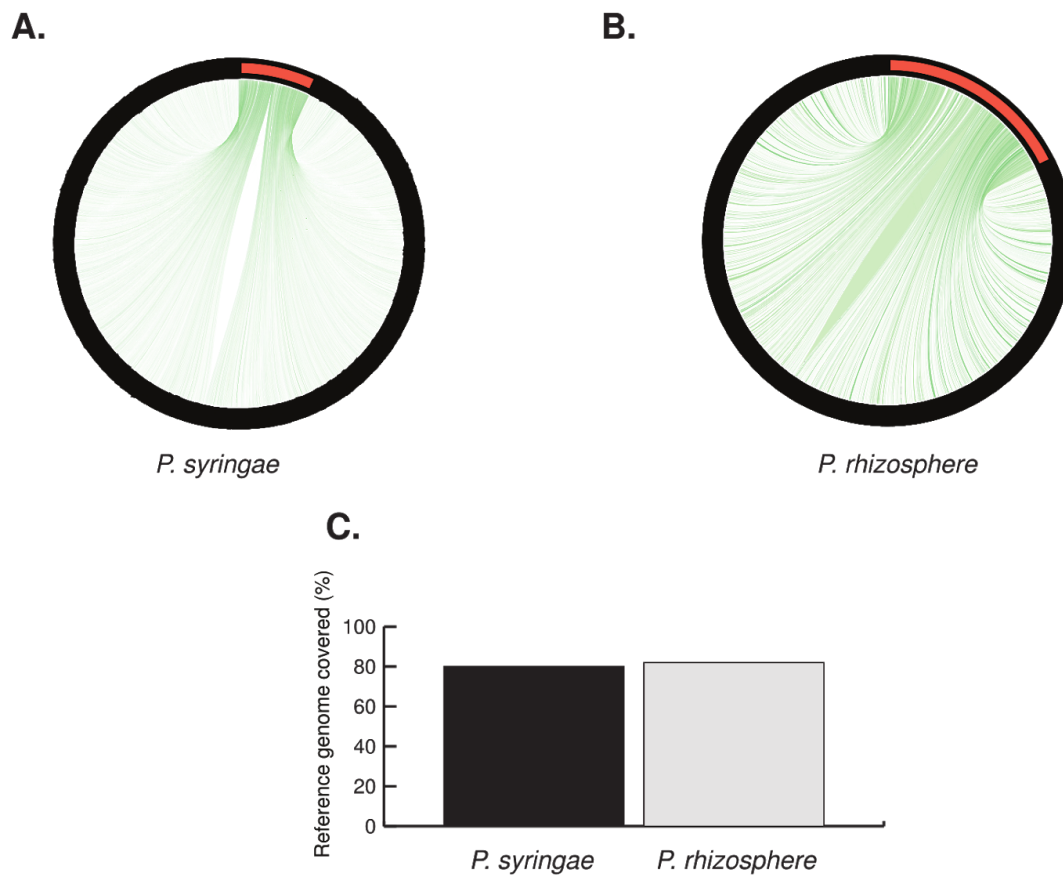 A.
B.
P. syringae
P. rhizosphere
C.
Reference genome covered (%)
100
80
60
40
20
0
P. syringae
P. rhizosphere